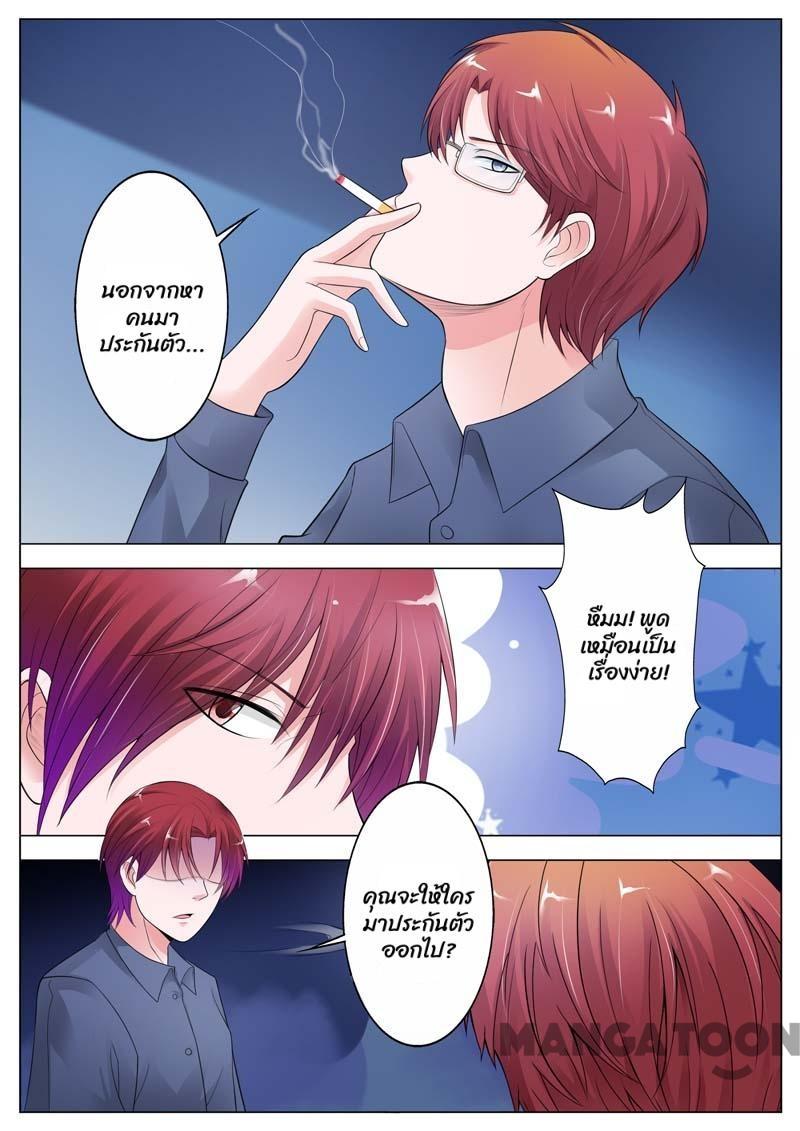 นอกจากหา
คนมา
ประกันตัว...
หืมม! พูด
เหมือนเป็น
เรื่องง่าย!
คุณจะให้ใคร
มาประกันตัว
ออกไป?
MANGATOON